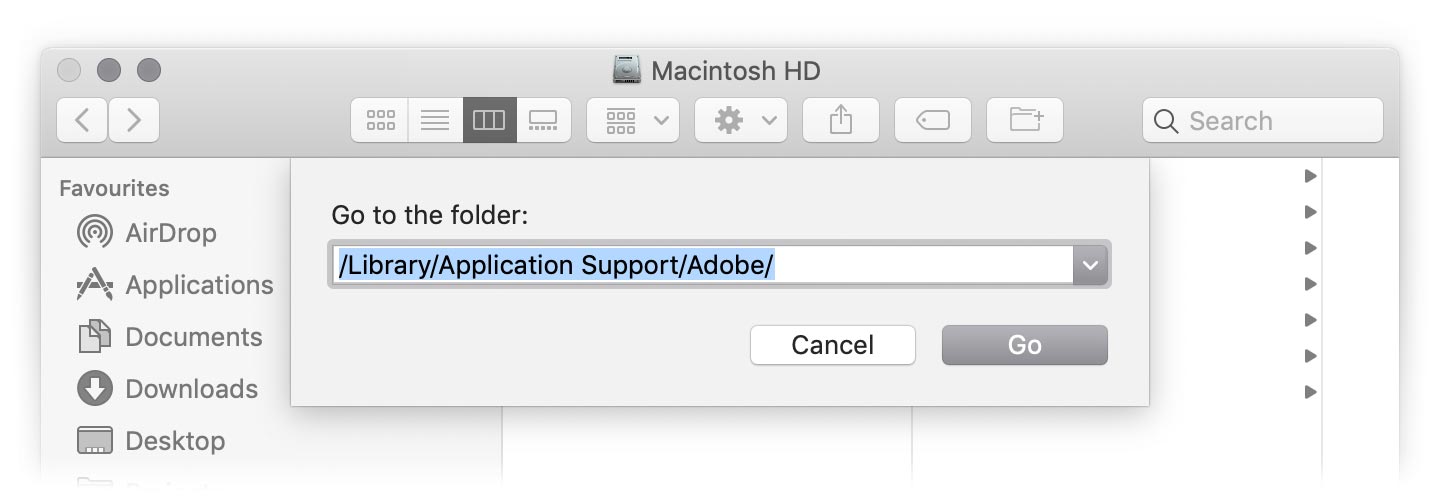 Macintosh HD
Search
Favourites
AirDrop
Applications
Documents
Downloads
Desktop
Go to the folder:
/Library/Application Support/Adobe/
Cancel
Go